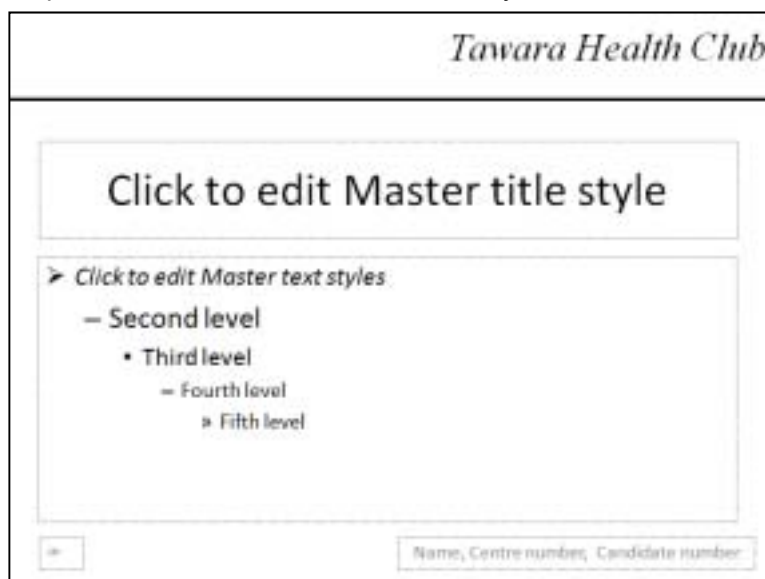 Tawara Health Club
Click to edit Master title style
➢ Click to edit Master text styles
– Second level
• Third level
– Fourth level
» Fifth level
Name, Centre number, Candidate number